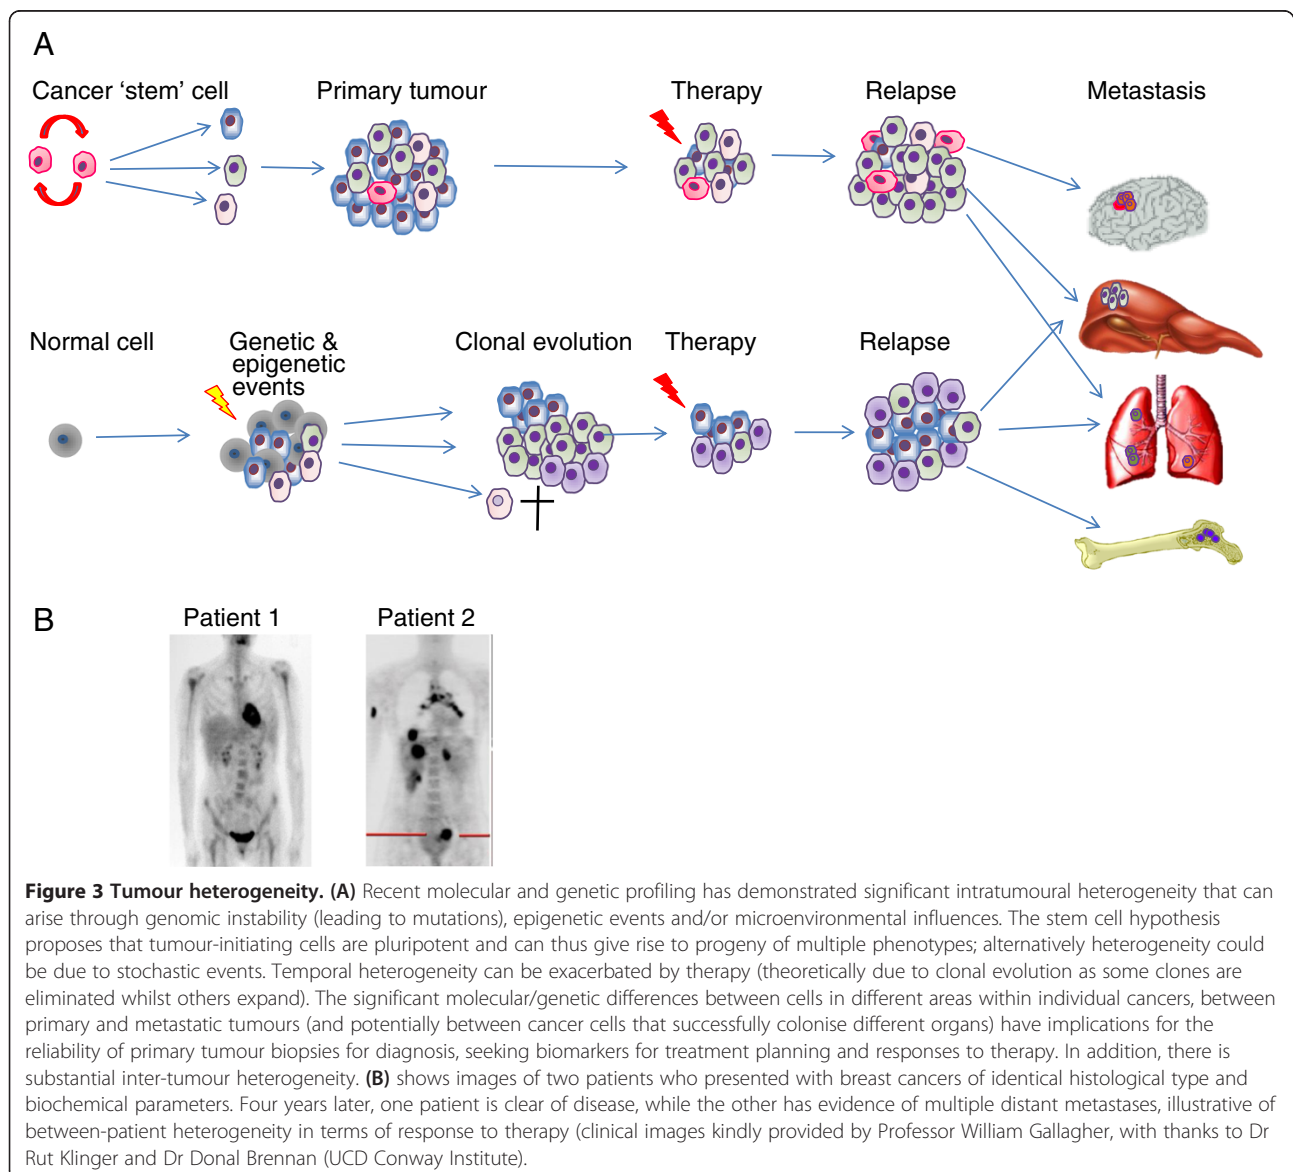 A
Cancer ‘stem’ cell
Primary tumour
Therapy
Relapse
Metastasis
Normal cell
Genetic &
epigenetic
events
Clonal evolution
Therapy
Relapse
B
Patient 1
Patient 2
Figure 3 Tumour heterogeneity. (A) Recent molecular and genetic profiling has demonstrated significant intratumoural heterogeneity that can
arise through genomic instability (leading to mutations), epigenetic events and/or microenvironmental influences. The stem cell hypothesis
proposes that tumour-initiating cells are pluripotent and can thus give rise to progeny of multiple phenotypes; alternatively heterogeneity could
be due to stochastic events. Temporal heterogeneity can be exacerbated by therapy (theoretically due to clonal evolution as some clones are
eliminated whilst others expand). The significant molecular/genetic differences between cells in different areas within individual cancers, between
primary and metastatic tumours (and potentially between cancer cells that successfully colonise different organs) have implications for the
reliability of primary tumour biopsies for diagnosis, seeking biomarkers for treatment planning and responses to therapy. In addition, there is
substantial inter-tumour heterogeneity. (B) shows images of two patients who presented with breast cancers of identical histological type and
biochemical parameters. Four years later, one patient is clear of disease, while the other has evidence of multiple distant metastases, illustrative of
between-patient heterogeneity in terms of response to therapy (clinical images kindly provided by Professor William Gallagher, with thanks to Dr
Rut Klinger and Dr Donal Brennan (UCD Conway Institute).